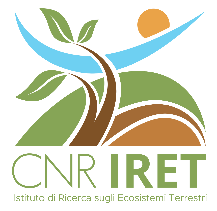 CNR IRET
Istituto di Ricerca sugli Ecosistemi Terrestri